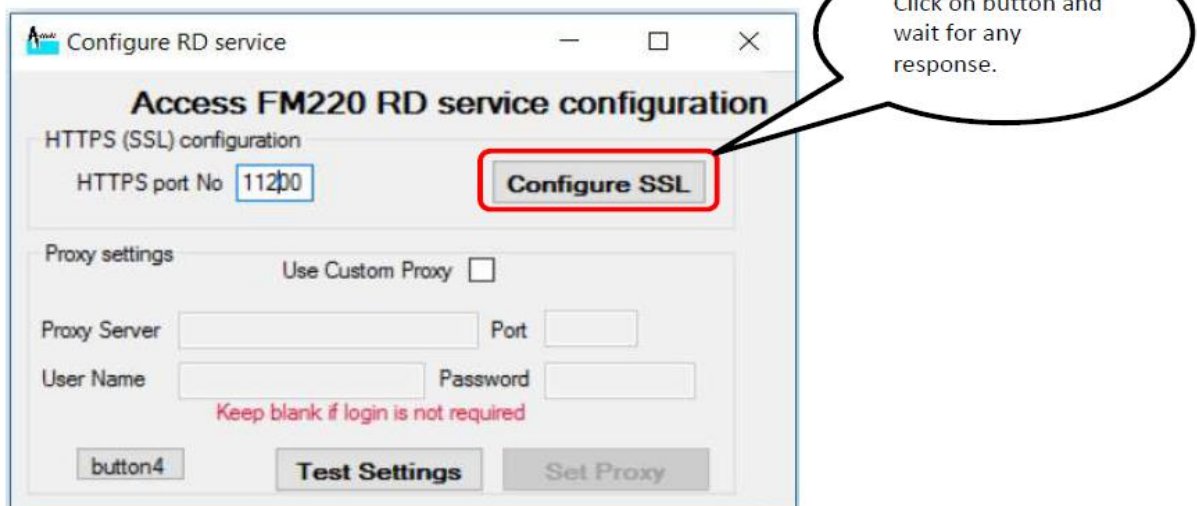 Click on button and
wait for any
response.
Configure RD service
Access FM220 RD service configuration
HTTPS (SSL) configuration
HTTPS port No 11200 Configure SSL
Proxy settings
Use Custom Proxy
Proxy Server Port
User Name Password
Keep blank if login is not required
button4 Test Settings Set Proxy